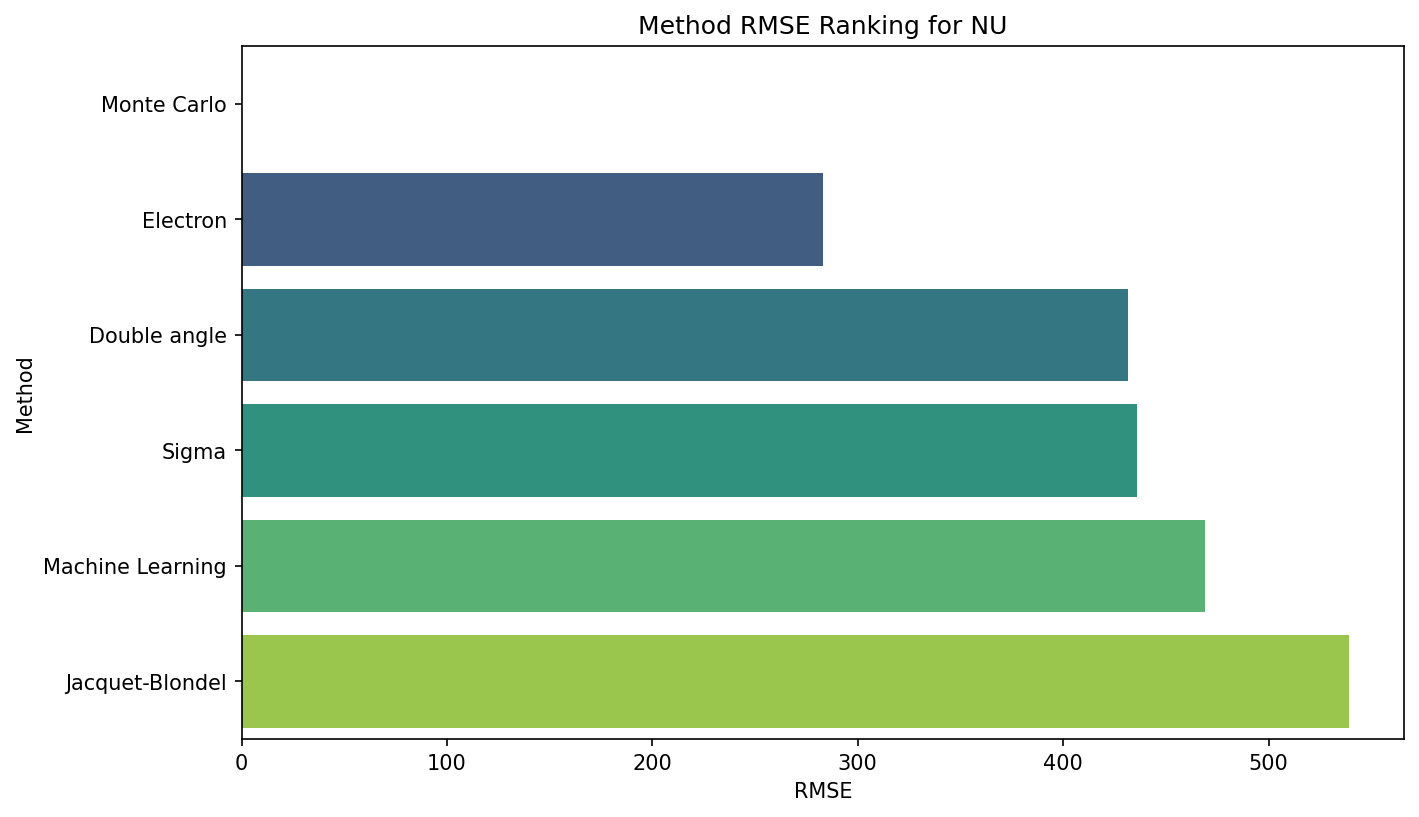 Method RMSE Ranking for NU
Method
Monte Carlo
Electron
Double angle
Sigma
Machine Learning
Jacquet-Blondel
0 100 200 300 400 500
RMSE